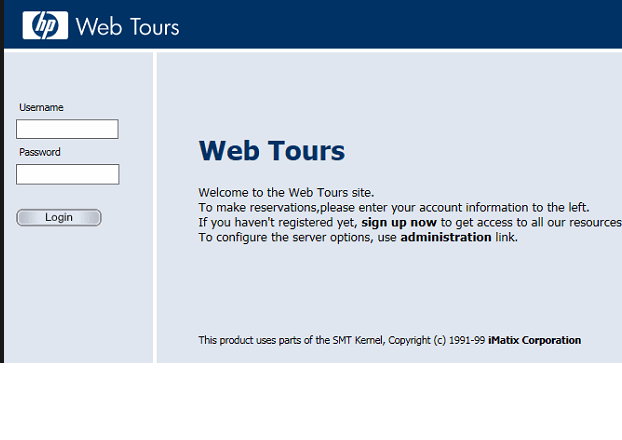 hp Web Tours
Username
Password
Login
Web Tours
Welcome to the Web Tours site.
To make reservations,please enter your account information to the left.
If you haven't registered yet, sign up now to get access to all our resources
To configure the server options, use administration link.
This product uses parts of the SMT Kernel, Copyright (c) 1991-99 iMatix Corporation